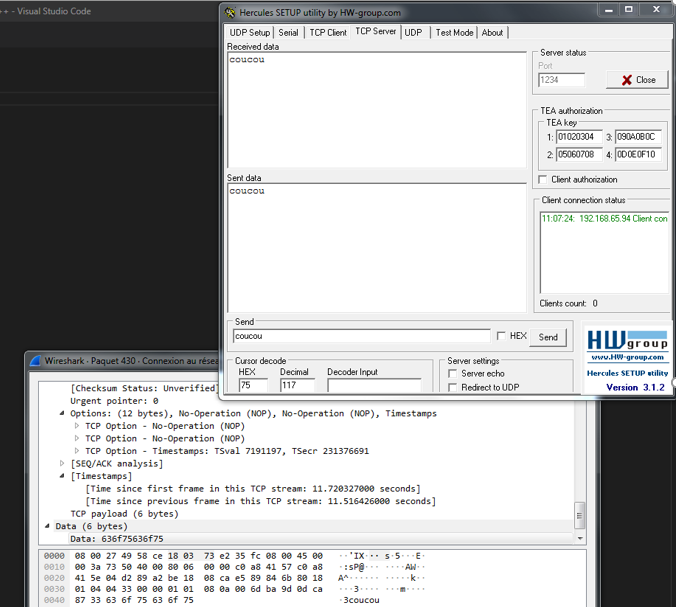 ++ - Visual Studio Code
Hercules SETUP utility by HW-group.com
UDP Setup Serial TCP Client TCP Server UDP Test Mode About
Received data
coucou
Sent data
coucou
Send
coucou
HEX
Send
Cursor decode
HEX Decimal Decoder Input
75 117
Server settings
Server echo
Redirect to UDP
Server status
Port
1234
Close
TEA authorization
TEA key
1: 01020304 3: 090A0B0C
2: 05060708 4: 0D0E0F10
Client authorization
Client connection status
11:07:24: 192.168.65.94 Client con
Clients count: 0
HW group
www.HW-group.com
Hercules SETUP utility
Version 3.1.2
Wireshark · Paquet 430 · Connexion au résea
[Checksum Status: Unverified]
Urgent pointer: 0
Options: (12 bytes), No-Operation (NOP), No-Operation (NOP), Timestamps
TCP Option - No-Operation (NOP)
TCP Option - No-Operation (NOP)
TCP Option - Timestamps: TSval 7191197, TSecr 231376691
[SEQ/ACK analysis]
[Timestamps]
[Time since first frame in this TCP stream: 11.720327000 seconds]
[Time since previous frame in this TCP stream: 11.516426000 seconds]
TCP payload (6 bytes)
Data (6 bytes)
Data: 636f75636f75
0000 08 00 27 49 58 ce 18 03 73 e2 35 fc 08 00 45 00 ··'IX··· s·5···E·
0010 00 3a 73 50 40 00 80 06 00 00 c0 a8 41 57 c0 a8 ·:sP@··· ····AW··
0020 41 5e 04 d2 89 a2 be 18 08 ca e5 89 84 6b 80 18 A^······ ·····k··
0030 01 04 04 33 00 00 01 01 08 0a 00 6d ba 9d 0d ca ···3···· ···m····
0040 87 33 63 6f 75 63 6f 75 ·3coucou